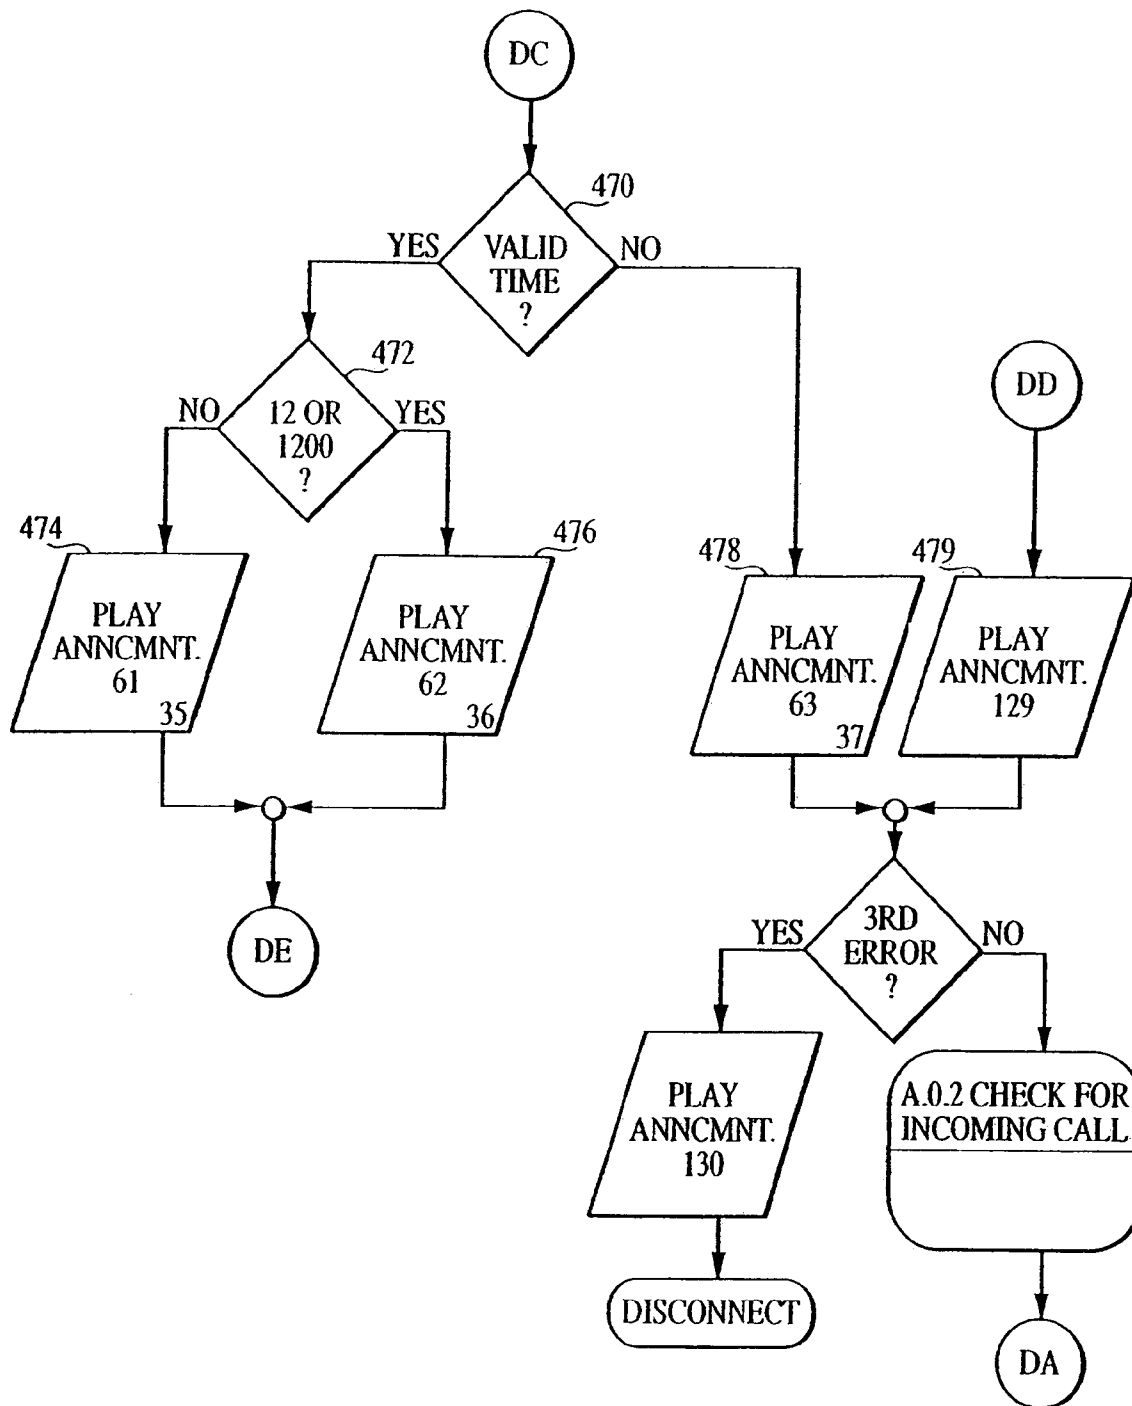 DC
470
YES
VALID
TIME
?
NO
472
NO
12 OR
1200
?
YES
DD
474
PLAY
ANNCMNT.
61
35
476
PLAY
ANNCMNT.
62
36
478
PLAY
ANNCMNT.
63
37
479
PLAY
ANNCMNT.
129
DE
YES
3RD
ERROR
?
NO
PLAY
ANNCMNT.
130
A.0.2 CHECK FOR
INCOMING CALL
DISCONNECT
DA